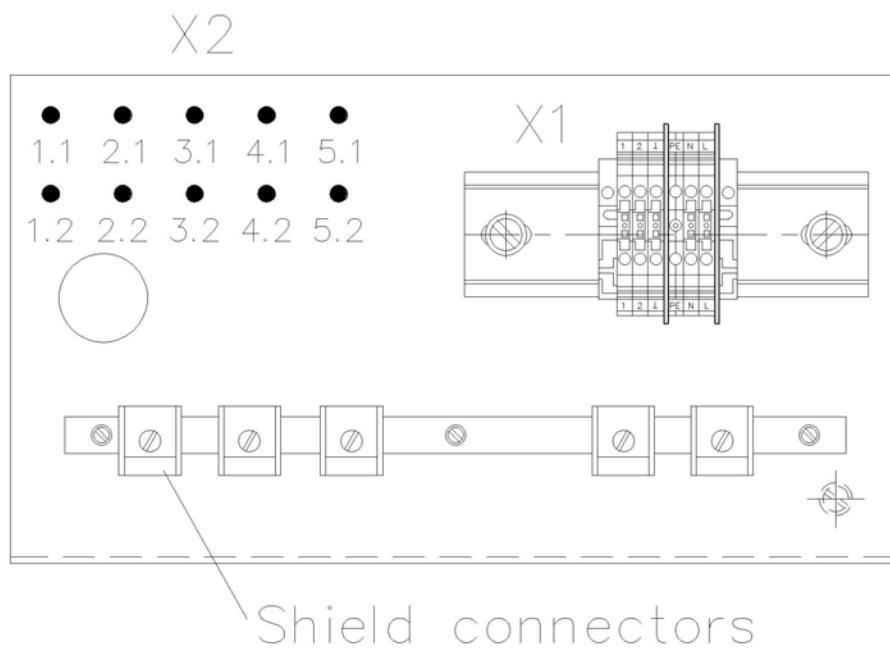 X2
1.1 2.1 3.1 4.1 5.1
X1
1 2 ⊥ PE N L
1.2 2.2 3.2 4.2 5.2
1 2 ⊥ PE N L
Shield connectors